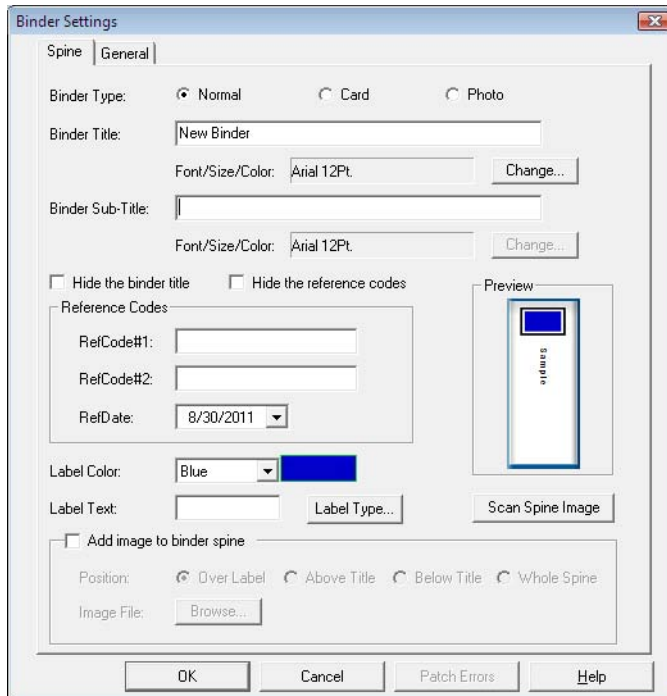 Binder Settings
Spine General
Binder Type: Normal Card Photo
Binder Title: New Binder
Font/Size/Color: Arial 12Pt. Change...
Binder Sub-Title:
Font/Size/Color: Arial 12Pt. Change...
Hide the binder title Hide the reference codes
Preview
Reference Codes
Sample
RefCode#1:
RefCode#2:
RefDate: 8/30/2011
Label Color: Blue
Label Text: Label Type... Scan Spine Image
Add image to binder spine
Position: Over Label Above Title Below Title Whole Spine
Image File: Browse...
OK Cancel Patch Errors Help